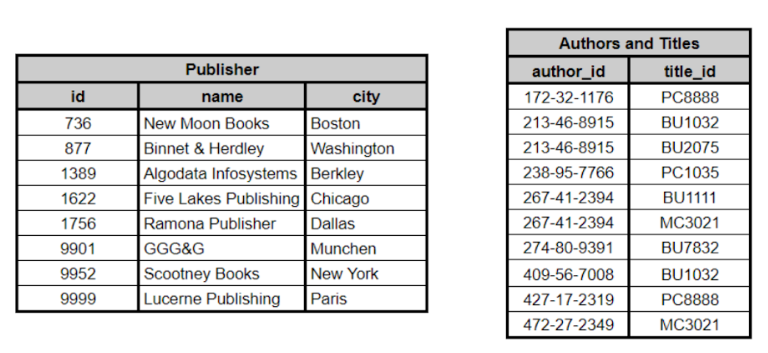 Publisher
id name city
736 New Moon Books Boston
877 Binnet & Herdley Washington
1389 Algodata Infosystems Berkley
1622 Five Lakes Publishing Chicago
1756 Ramona Publisher Dallas
9901 GGG&G Munchen
9952 Scootney Books New York
9999 Lucerne Publishing Paris
Authors and Titles
author_id title_id
172-32-1176 PC8888
213-46-8915 BU1032
213-46-8915 BU2075
238-95-7766 PC1035
267-41-2394 BU1111
267-41-2394 MC3021
274-80-9391 BU7832
409-56-7008 BU1032
427-17-2319 PC8888
472-27-2349 MC3021